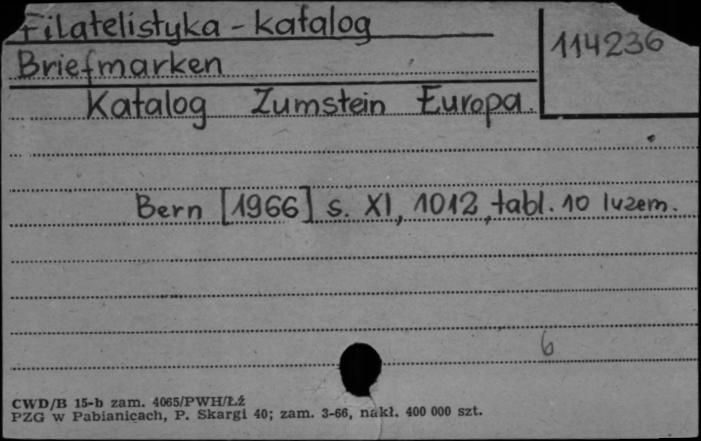 Filatelistyka - katalog
114236
Briefmarken
Katalog Zumstein Europa.
Bern [1966] s. XI, 1012, tabl. 10 luzem.
6
CWD/B 15-b zam. 4065/PWH/Łź
PZG w Pabianicach, P. Skargi 40; zam. 3-66, nakł. 400 000 szt.